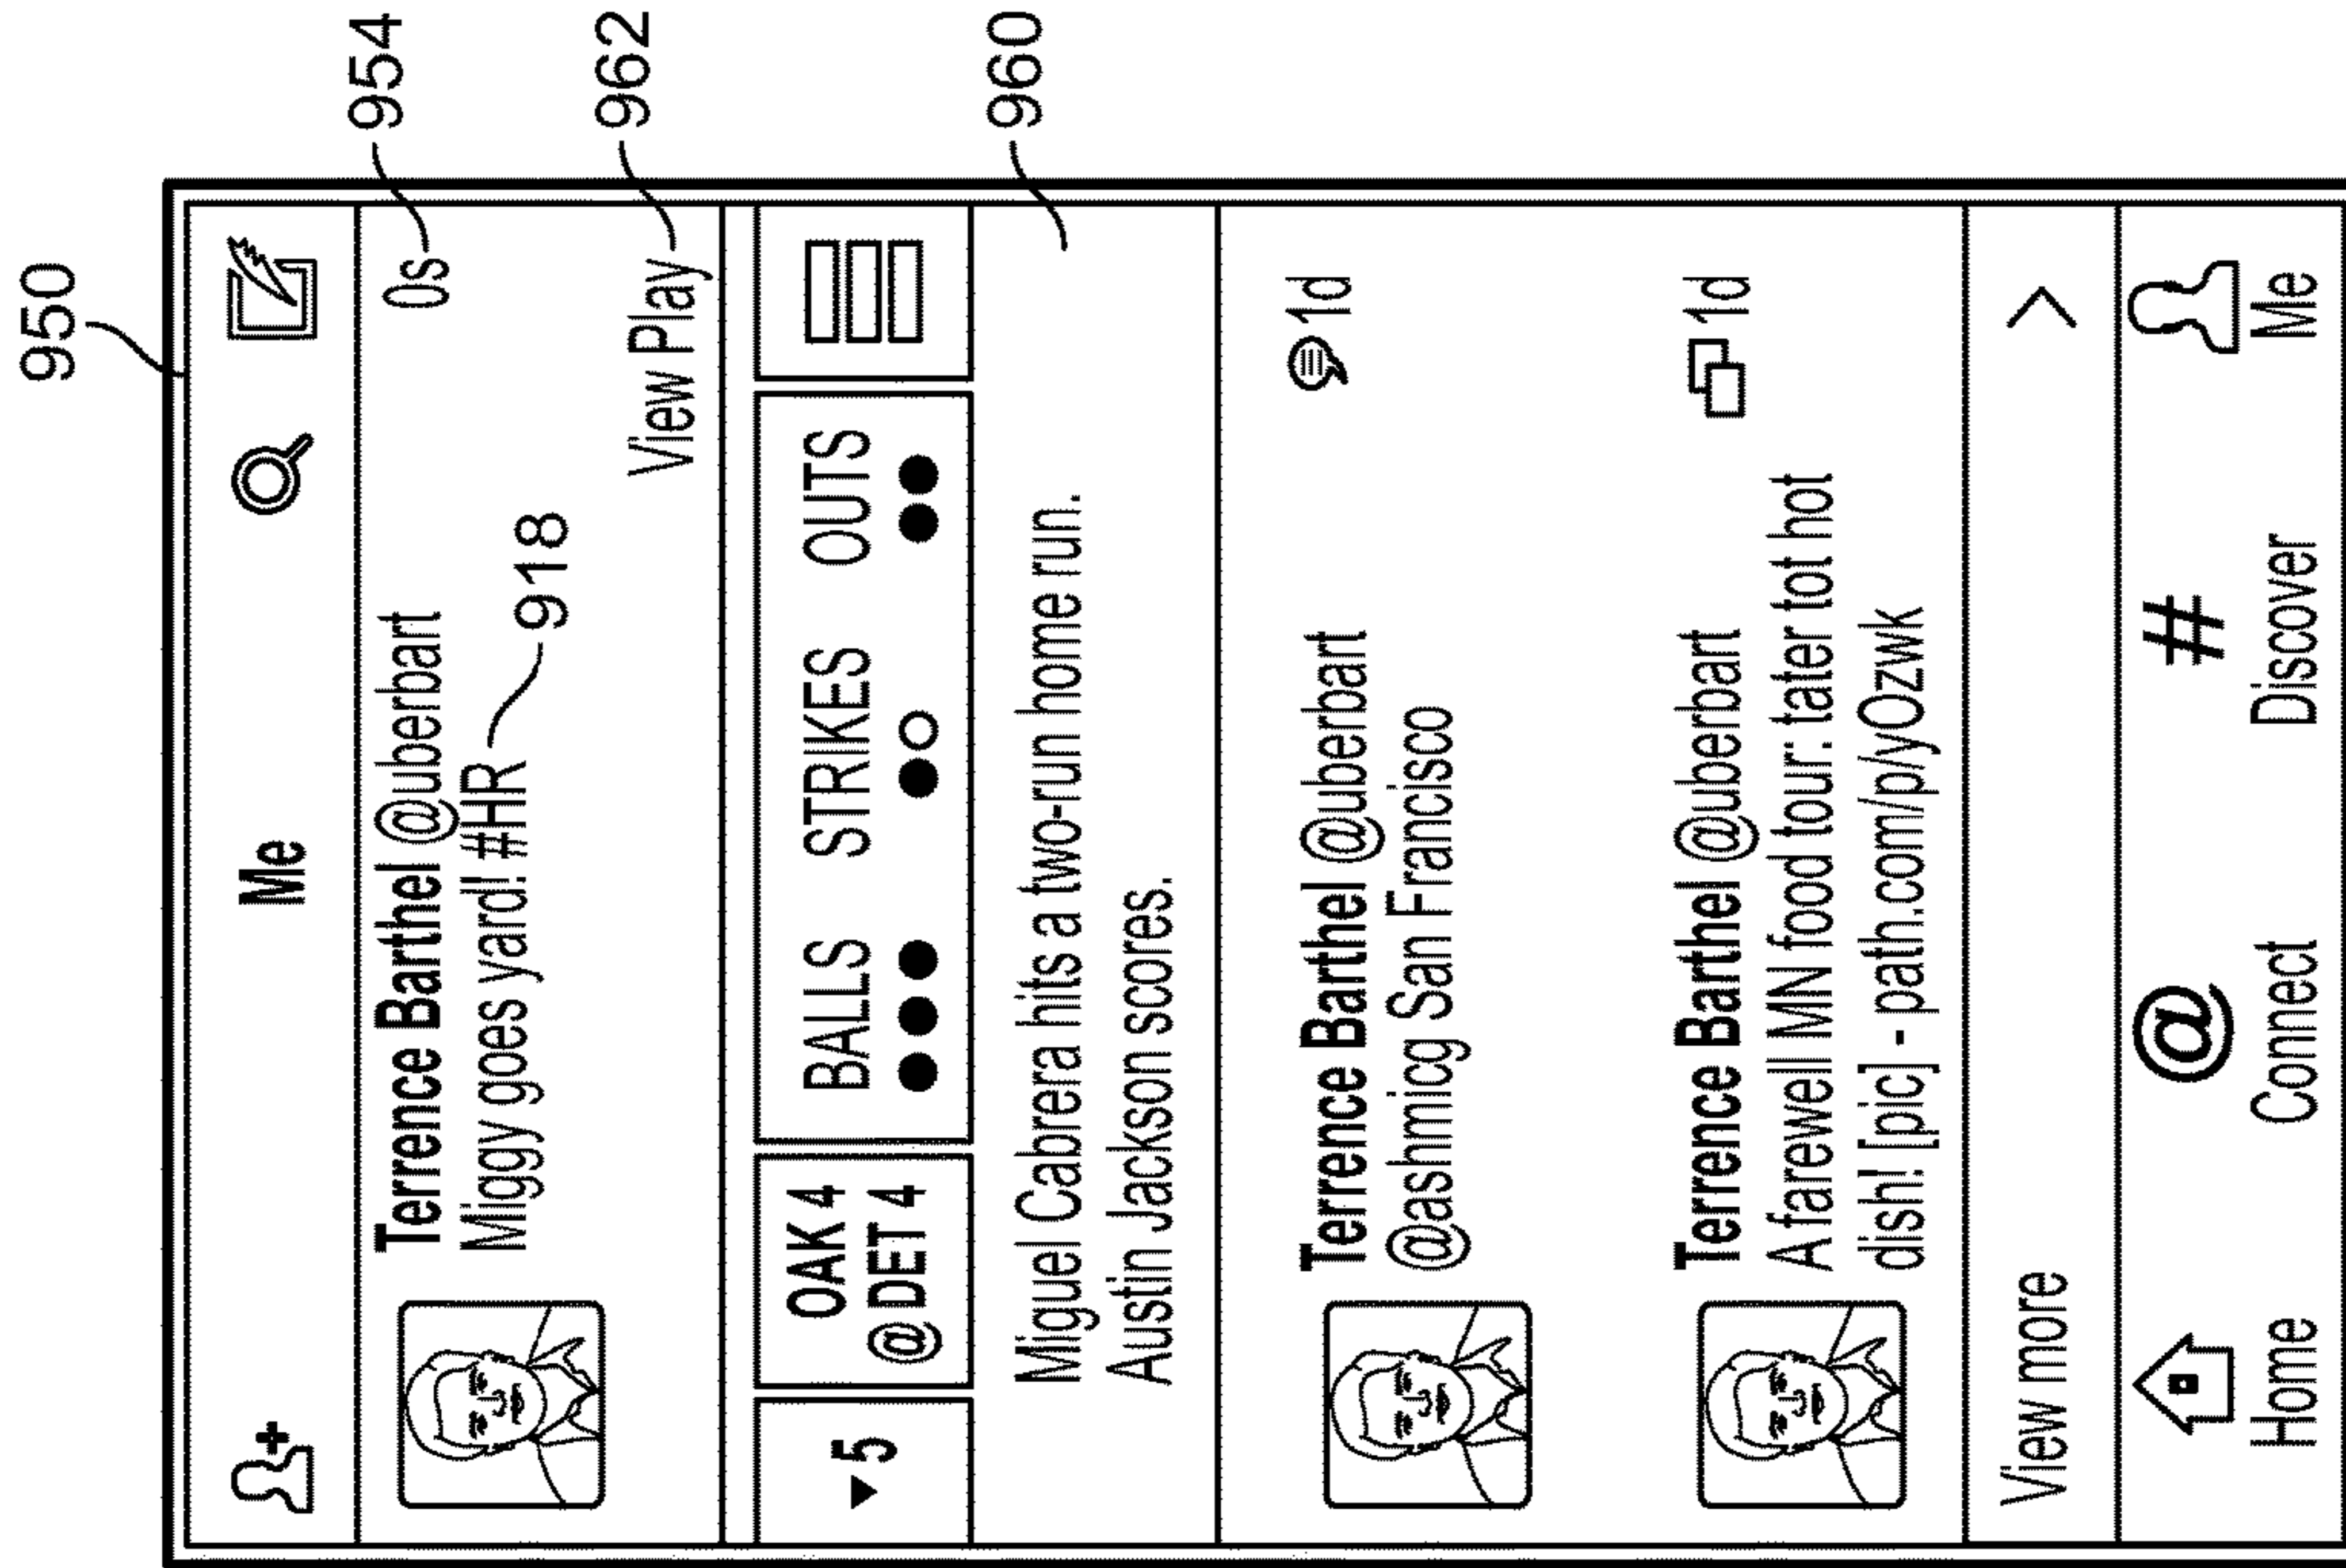 950
Me
Terrence Barthel @uberbart 0s
954
Miggy goes yard! #HR
918
View Play
962
▼5
OAK 4
@DET 4
BALLS STRIKES OUTS
Miguel Cabrera hits a two-run home run.
960
Austin Jackson scores.
Terrence Barthel @uberbart 1d
@ashmicg San Francisco
Terrence Barthel @uberbart 1d
A farewell MN food tour: tater tot hot
dish! [pic] - path.com/p/yOzwk
View more >
@ #
Home Connect Discover Me